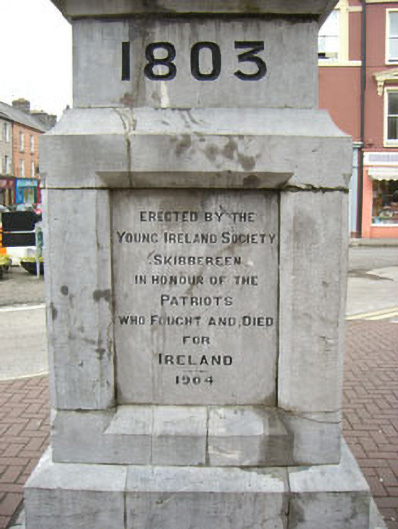 1803
ERECTED BY THE
YOUNG IRELAND SOCIETY
SKIBBEREEN
IN HONOUR OF THE
PATRIOTS
WHO FOUGHT AND DIED
FOR
IRELAND
1904